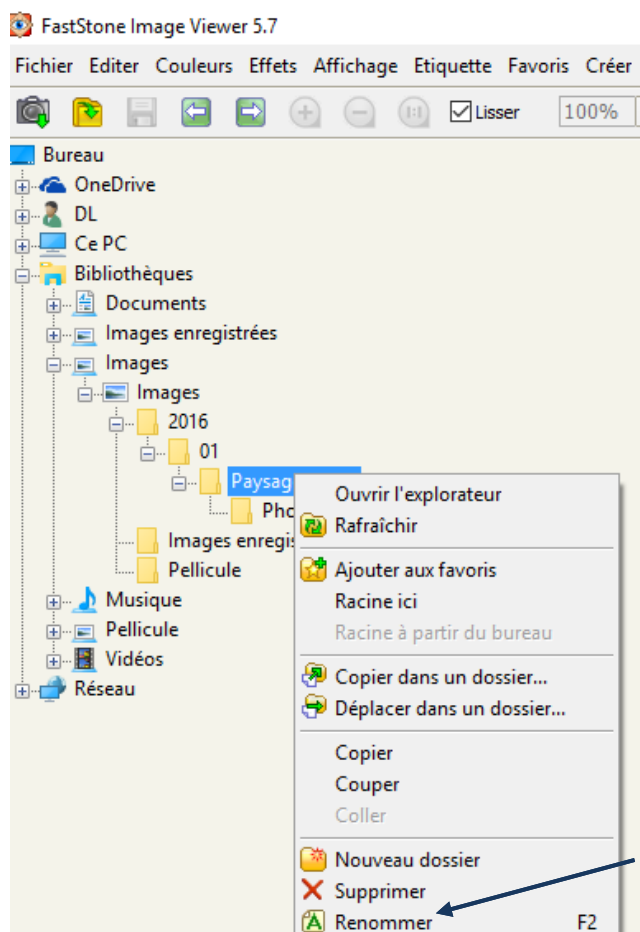 FastStone Image Viewer 5.7
Fichier Editer Couleurs Effets Affichage Etiquette Favoris Créer
1:1 Lisser 100%
Bureau
OneDrive
DL
Ce PC
Bibliothèques
Documents
Images enregistrées
Images
Images
2016
01
Paysag
Pho
Images enregis
Pellicule
Musique
Pellicule
Vidéos
Réseau
Ouvrir l'explorateur
Rafraîchir
Ajouter aux favoris
Racine ici
Racine à partir du bureau
Copier dans un dossier...
Déplacer dans un dossier...
Copier
Couper
Coller
Nouveau dossier
Supprimer
Renommer F2